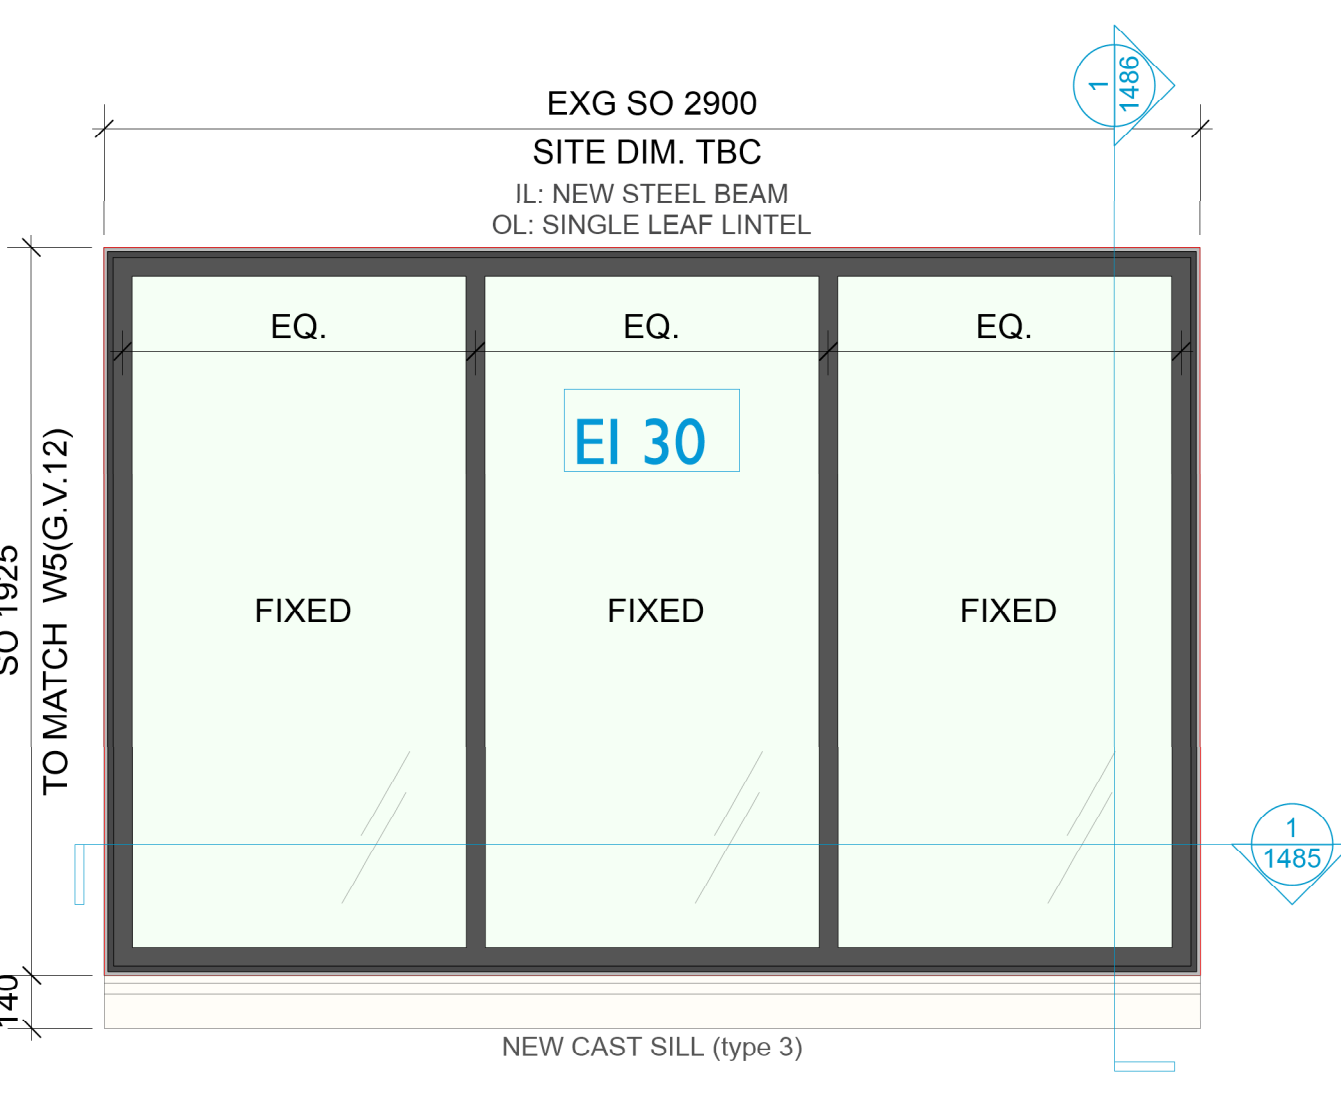 1
1486
EXG SO 2900
SITE DIM. TBC
IL: NEW STEEL BEAM
OL: SINGLE LEAF LINTEL
EQ.
EQ.
EQ.
EI 30
SO 1925
TO MATCH W5(G.V.12)
FIXED
FIXED
FIXED
1
1485
140
NEW CAST SILL (type 3)